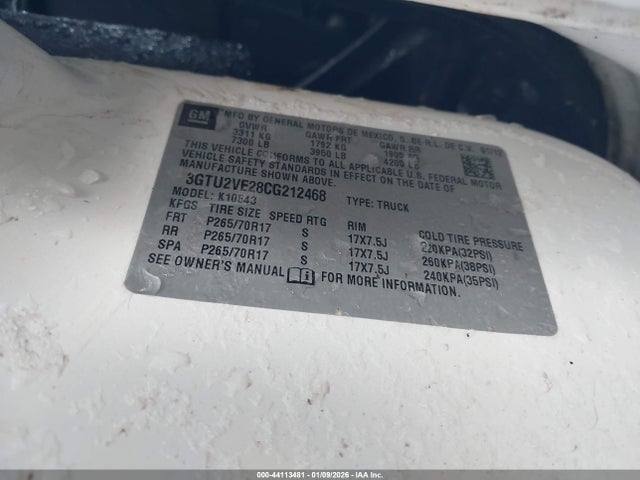 GM
MFD BY GENERAL MOTORS DE MEXICO, S. DE R.L. DE C.V.
GVWR GAWR FRT GAWR RR
3311 KG 1792 KG
7300 LB 3950 LB 4200 LB
THIS VEHICLE CONFORMS TO ALL APPLICABLE U.S. FEDERAL MOTOR
VEHICLE SAFETY STANDARDS IN EFFECT ON THE DATE OF
MANUFACTURE SHOWN ABOVE.
3GTU2VE28CG212468 TYPE: TRUCK
MODEL: K10543
KFGS TIRE SIZE SPEED RTG RIM COLD TIRE PRESSURE
FRT P265/70R17 S 17X7.5J 220KPA(32PSI)
RR P265/70R17 S 17X7.5J 260KPA(38PSI)
SPA P265/70R17 S 17X7.5J 240KPA(35PSI)
SEE OWNER'S MANUAL FOR MORE INFORMATION.
000-44113481 - 01/09/2026 - IAAI.com